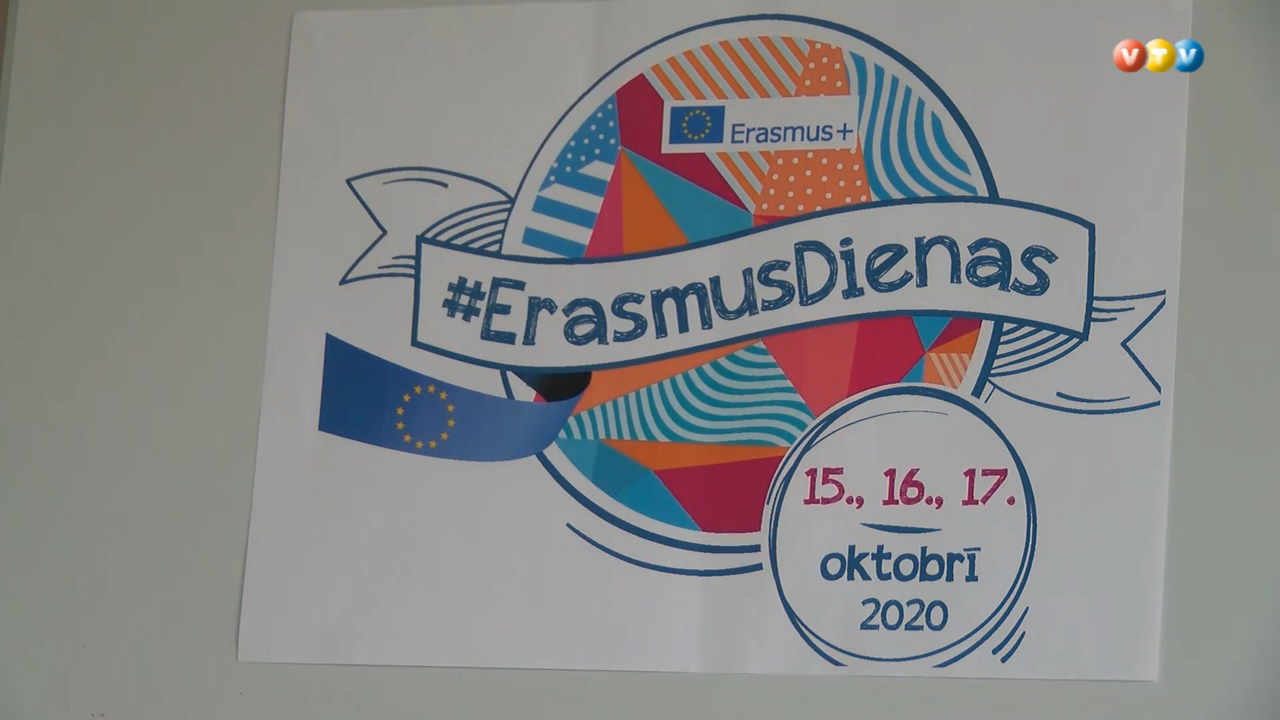 VTV
Erasmus+
#ErasmusDienas
15., 16., 17.
oktobrī
2020